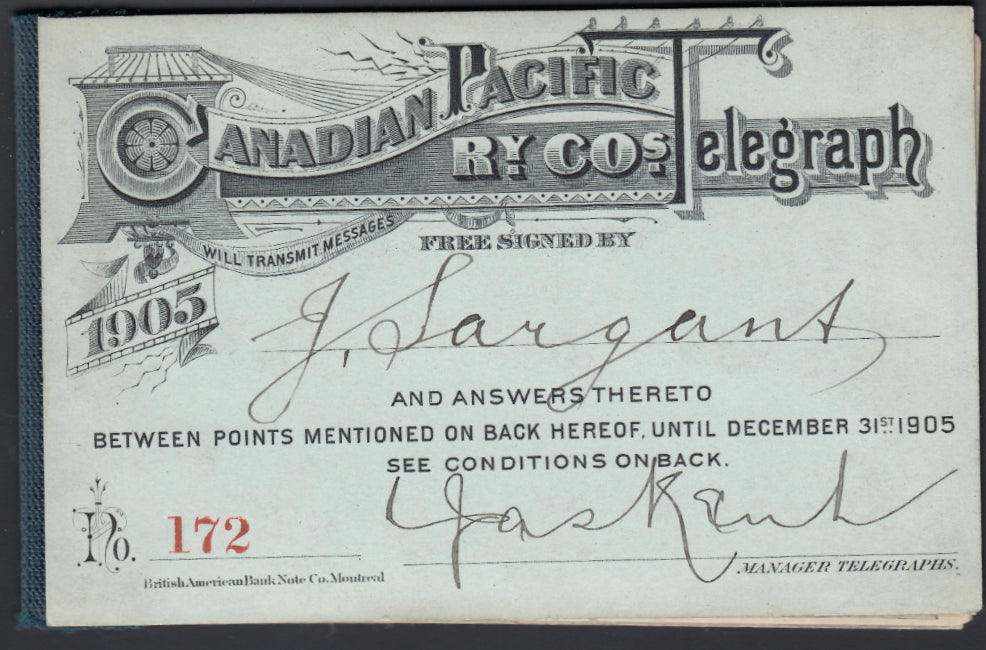 CANADIAN PACIFIC
RY COS Telegraph
WILL TRANSMIT MESSAGES
FREE SIGNED BY
1905
J. Sargant
AND ANSWERS THERETO
BETWEEN POINTS MENTIONED ON BACK HEREOF, UNTIL DECEMBER 31ST 1905
SEE CONDITIONS ON BACK.
Jas Kent
No. 172
MANAGER TELEGRAPHS.
British American Bank Note Co. Montreal